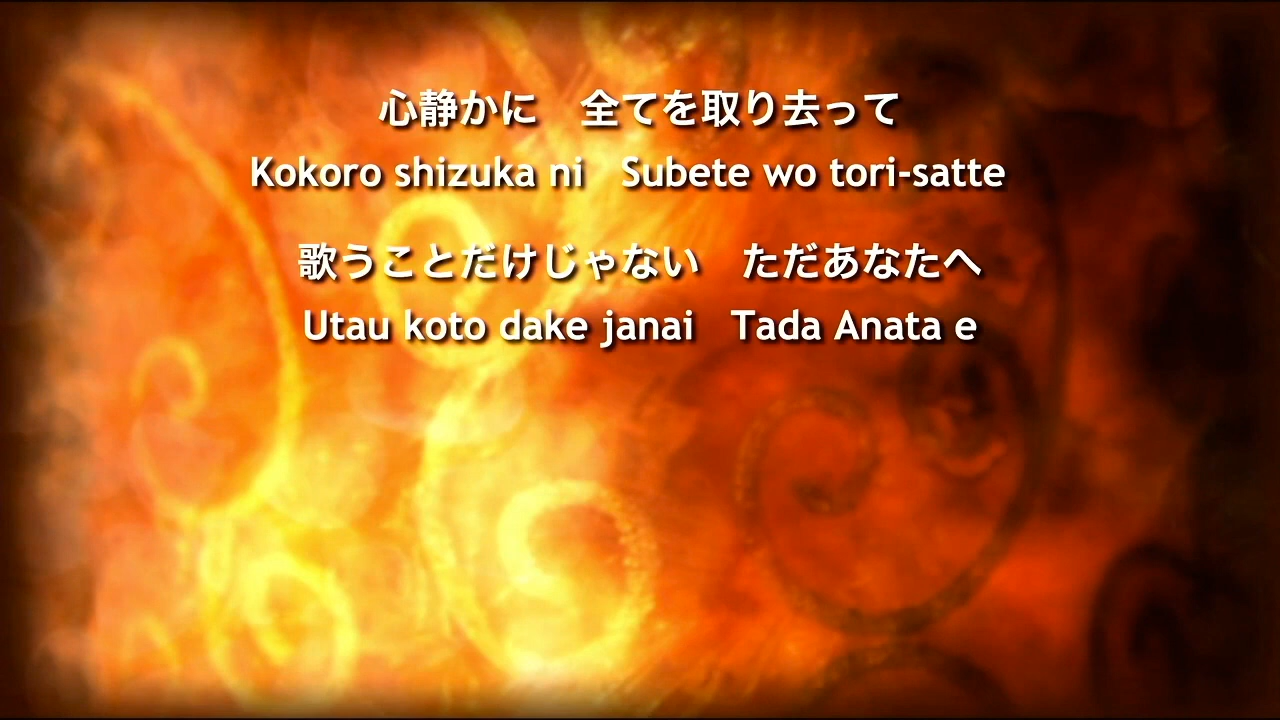 心静かに　全てを取り去って
Kokoro shizuka ni   Subete wo tori-satte
歌うことだけじゃない　ただあなたへ
Utau koto dake janai   Tada Anata e